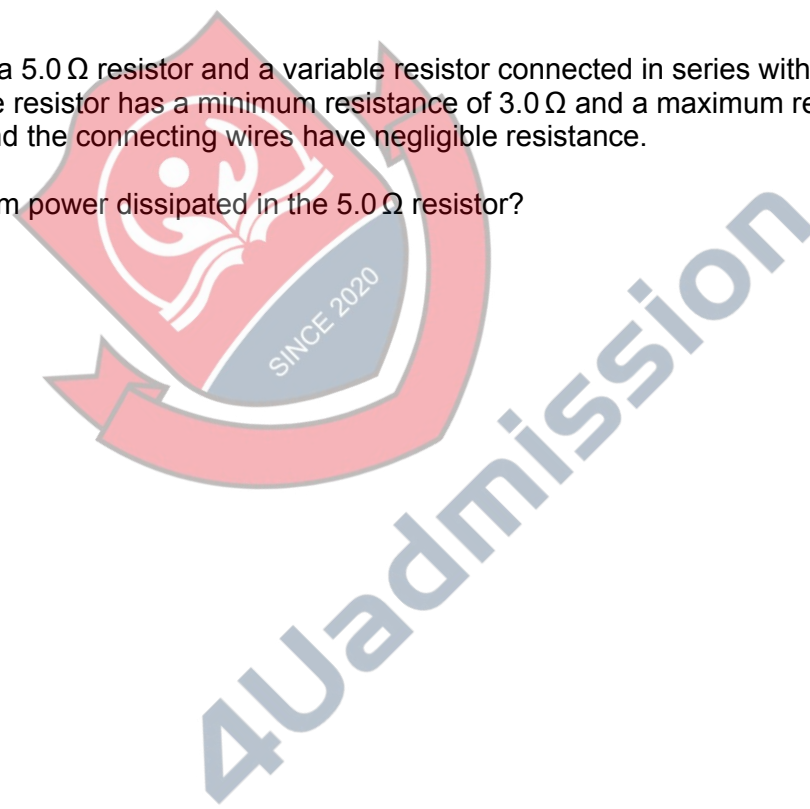 a 5.0 Ω resistor and a variable resistor connected in series with
resistor has a minimum resistance of 3.0 Ω and a maximum
the connecting wires have negligible resistance.
power dissipated in the 5.0 Ω resistor?
SINCE 2020
4Uadmission